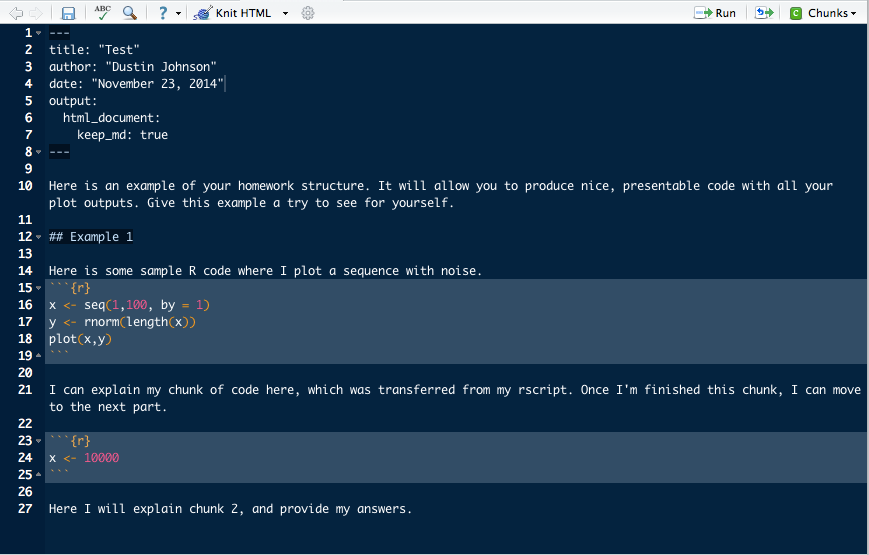 ABC ? Knit HTML Run C Chunks
1 ---
2 title: "Test"
3 author: "Dustin Johnson"
4 date: "November 23, 2014"
5 output:
6   html_document:
7     keep_md: true
8 ---
9
10 Here is an example of your homework structure. It will allow you to produce nice, presentable code with all your
plot outputs. Give this example a try to see for yourself.
11
12 ## Example 1
13
14 Here is some sample R code where I plot a sequence with noise.
15 ```{r}
16 x <- seq(1,100, by = 1)
17 y <- rnorm(length(x))
18 plot(x,y)
19 ```
20
21 I can explain my chunk of code here, which was transferred from my rscript. Once I'm finished this chunk, I can move
to the next part.
22
23 ```{r}
24 x <- 10000
25 ```
26
27 Here I will explain chunk 2, and provide my answers.